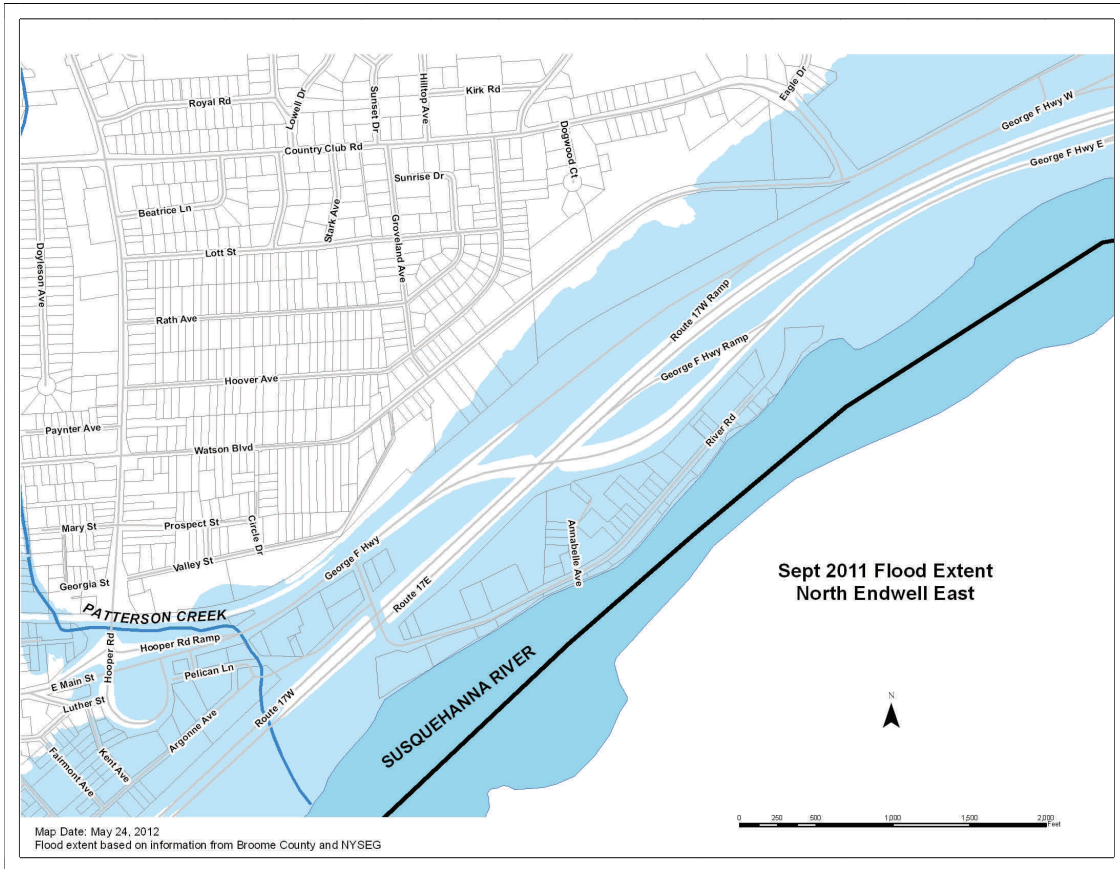 Royal Rd
Lowell Dr
Sunset Dr
Hilltop Ave
Kirk Rd
Eagle Dr
George F Hwy W
George F Hwy E
Country Club Rd
Dogwood Ct
Sunrise Dr
Beatrice Ln
Stark Ave
Groveland Ave
Lott St
Doyleson Ave
Rath Ave
Route 17W Ramp
George F Hwy Ramp
Hoover Ave
Paynter Ave
Watson Blvd
River Rd
Mary St
Prospect St
Circle Dr
Valley St
Georgia St
George F Hwy
Annabelle Ave
Route 17E
PATTERSON CREEK
Hooper Rd
Hooper Rd Ramp
E Main St
Pelican Ln
Luther St
Argonne Ave
Route 17W
Kent Ave
Fairmont Ave
SUSQUEHANNA RIVER
Sept 2011 Flood Extent
North Endwell East
N
0 250 500 1,000 1,500 2,000
Feet
Map Date: May 24, 2012
Flood extent based on information from Broome County and NYSEG